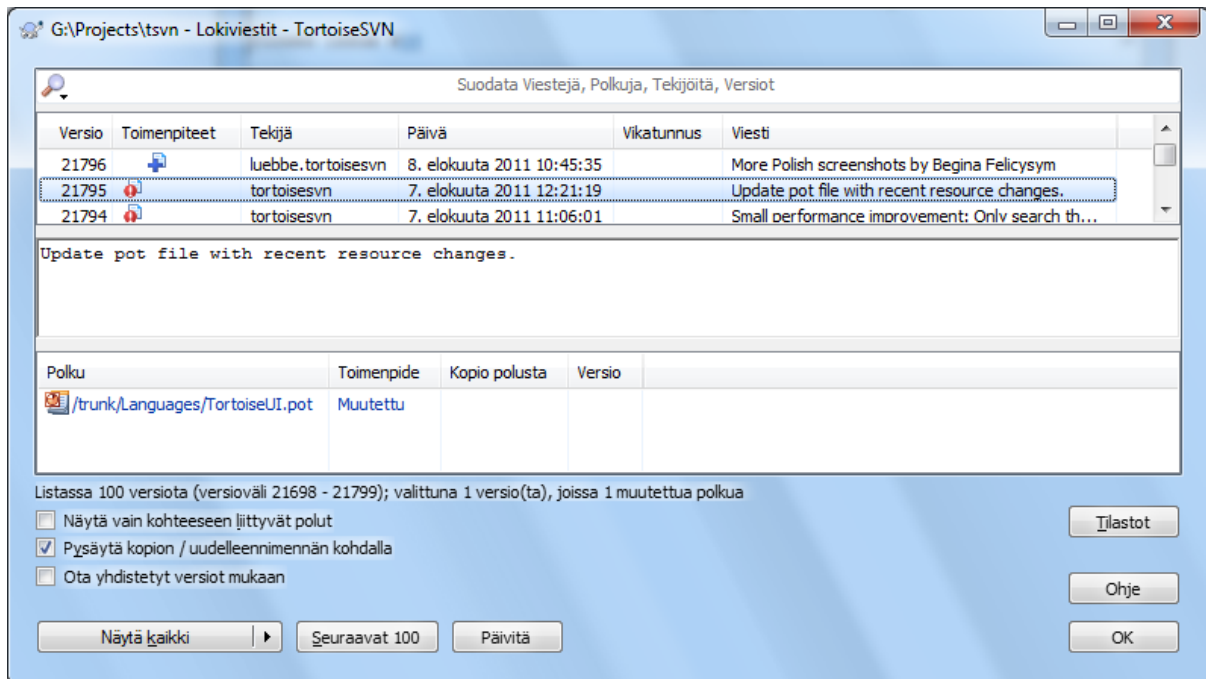 G:\Projects\tsvn - Lokiviestit - TortoiseSVN
Suodata Viestejä, Polkuja, Tekijöitä, Versiot
Versio Toimenpiteet Tekijä Päivä Vikatunnus Viesti
21796 luebbe.tortoisesvn 8. elokuuta 2011 10:45:35 More Polish screenshots by Begina Felicysym
21795 tortoisesvn 7. elokuuta 2011 12:21:19 Update pot file with recent resource changes.
21794 tortoisesvn 7. elokuuta 2011 11:06:01 Small performance improvement: Only search th...
Update pot file with recent resource changes.
Polku Toimenpide Kopio polusta Versio
/trunk/Languages/TortoiseUI.pot Muutettu
Listassa 100 versiota (versioväli 21698 - 21799); valittuna 1 versio(ta), joissa 1 muutettua polkua
Näytä vain kohteeseen liittyvät polut
Tilastot
Pysäytä kopion / uudelleennimennän kohdalla
Ota yhdistetyt versiot mukaan
Ohje
Näytä kaikki Seuraavat 100 Päivitä OK